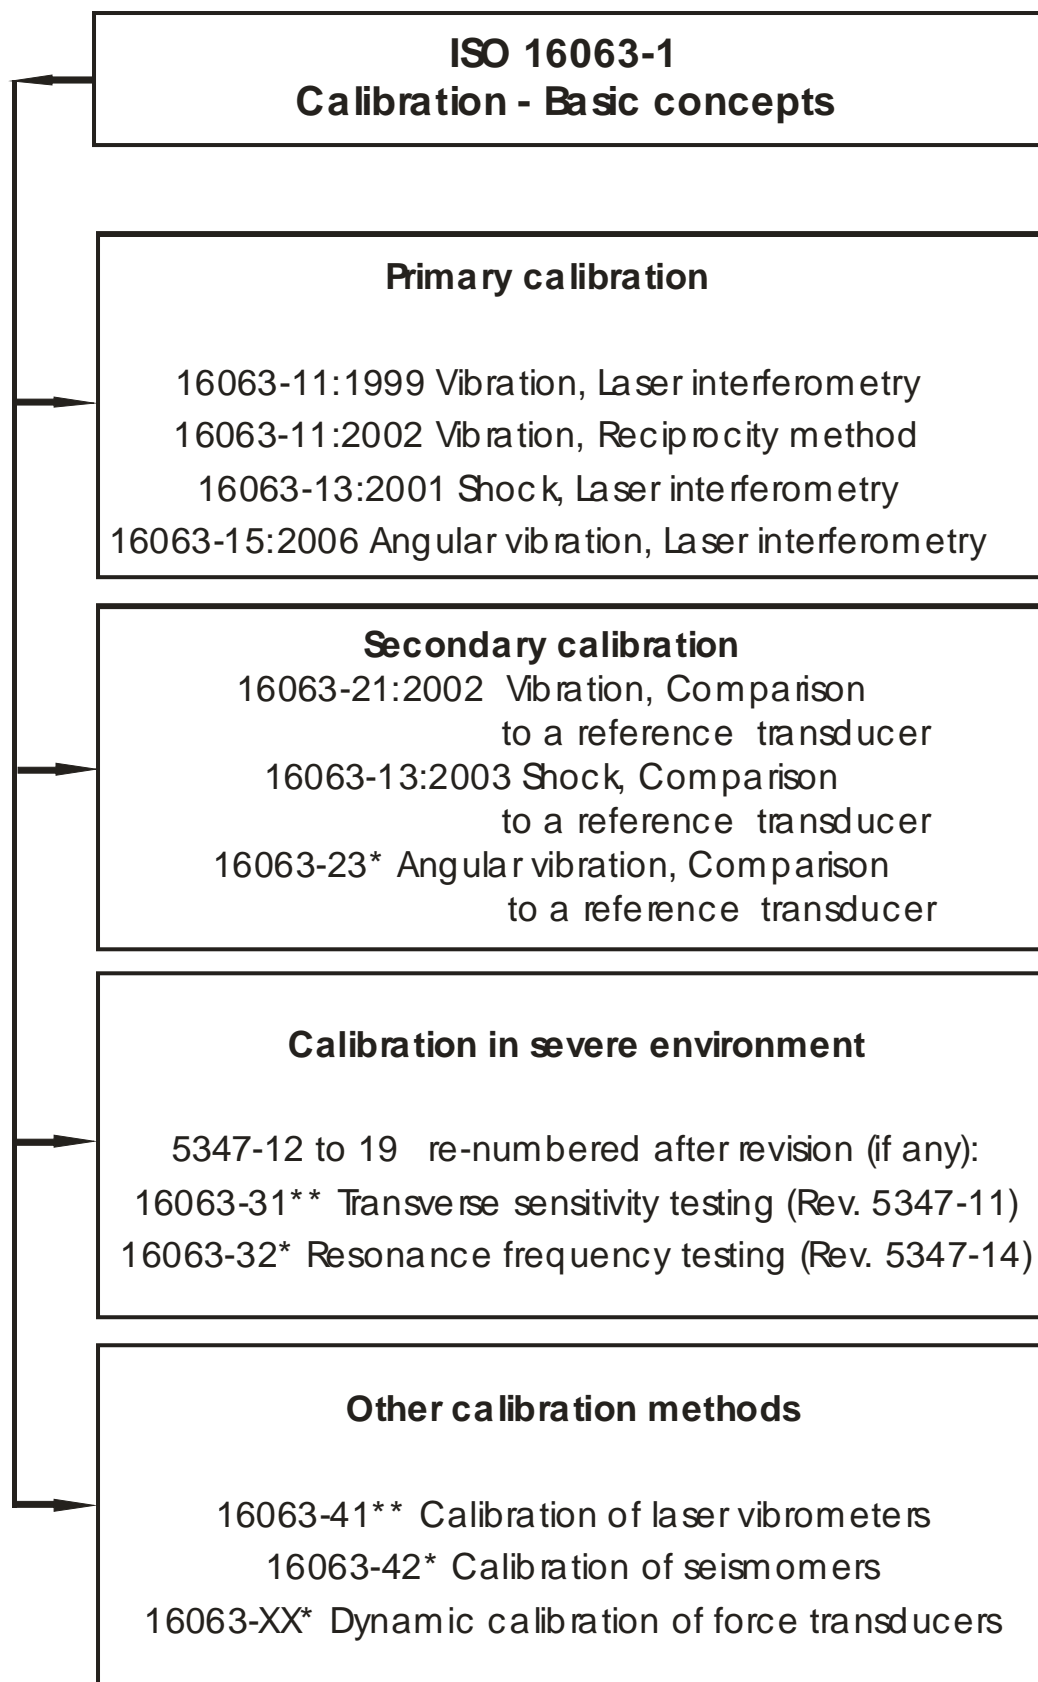 ISO 16063-1
Calibration - Basic concepts
Primary calibration
16063-11:1999 Vibration, Laser interferometry
16063-11:2002 Vibration, Reciprocity method
16063-13:2001 Shock, Laser interferometry
16063-15:2006 Angular vibration, Laser interferometry
Secondary calibration
16063-21:2002 Vibration, Comparison
to a reference transducer
16063-13:2003 Shock, Comparison
to a reference transducer
16063-23* Angular vibration, Comparison
to a reference transducer
Calibration in severe environment
5347-12 to 19 re-numbered after revision (if any):
16063-31** Transverse sensitivity testing (Rev. 5347-11)
16063-32* Resonance frequency testing (Rev. 5347-14)
Other calibration methods
16063-41** Calibration of laser vibrometers
16063-42* Calibration of seismomers
16063-XX* Dynamic calibration of force transducers